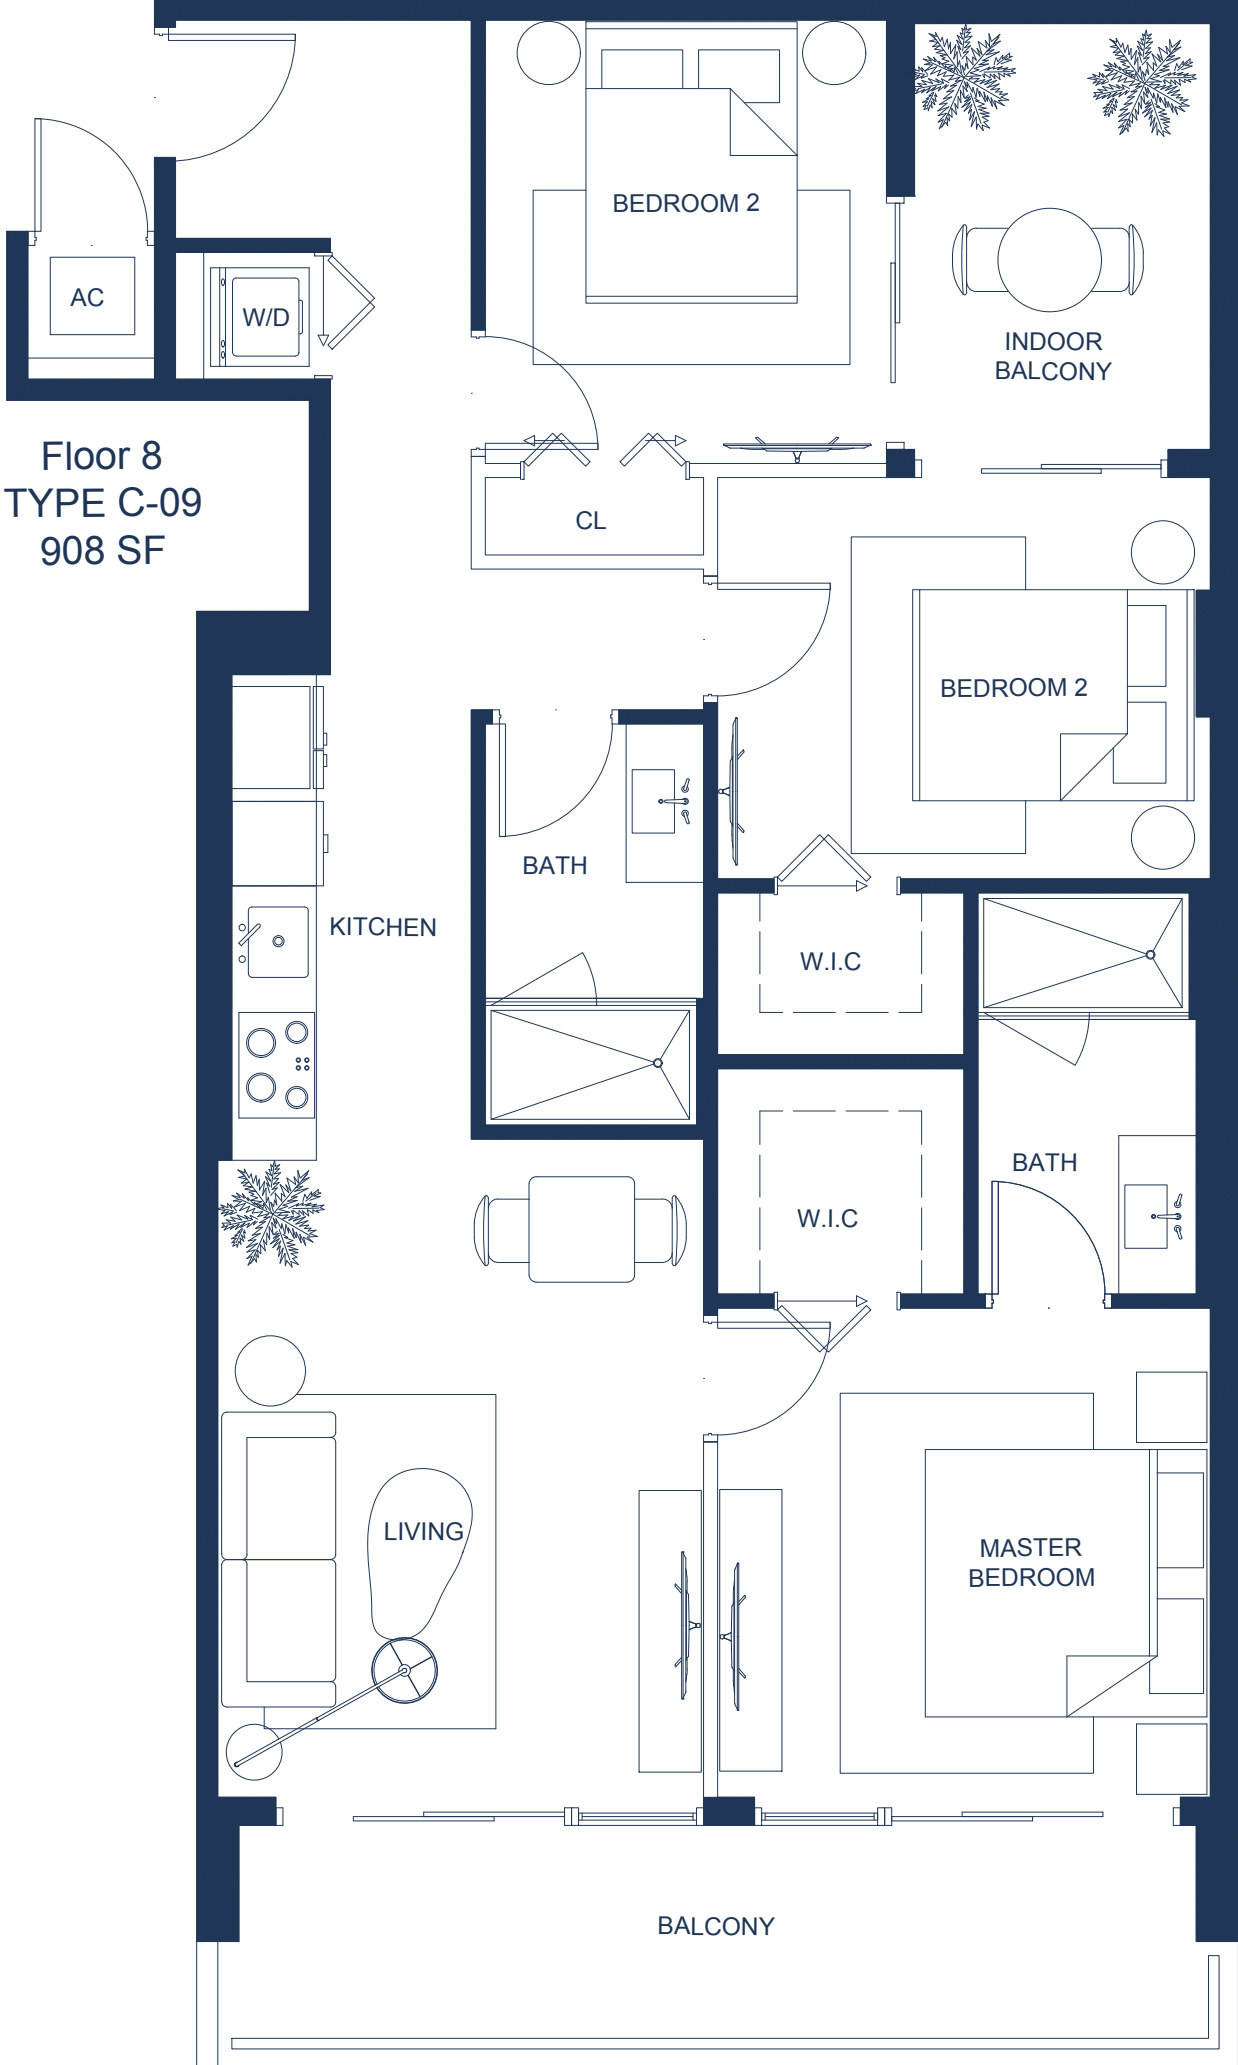 BEDROOM 2
AC
W/D
INDOOR
BALCONY
Floor 8
TYPE C-09
908 SF
CL
BEDROOM 2
BATH
KITCHEN
W.I.C
BATH
W.I.C
LIVING
MASTER
BEDROOM
BALCONY